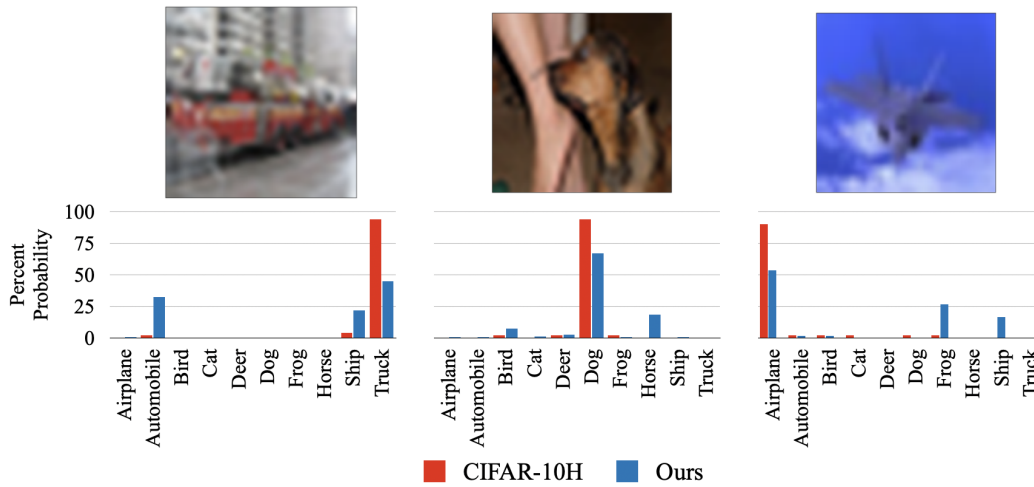 100
75
50
25
0
Percent
Probability
Airplane
Automobile
Bird
Cat
Deer
Dog
Frog
Horse
Ship
Truck
Airplane
Automobile
Bird
Cat
Deer
Dog
Frog
Horse
Ship
Truck
Airplane
Automobile
Bird
Cat
Deer
Dog
Frog
Horse
Ship
Truck
CIFAR-10H
Ours